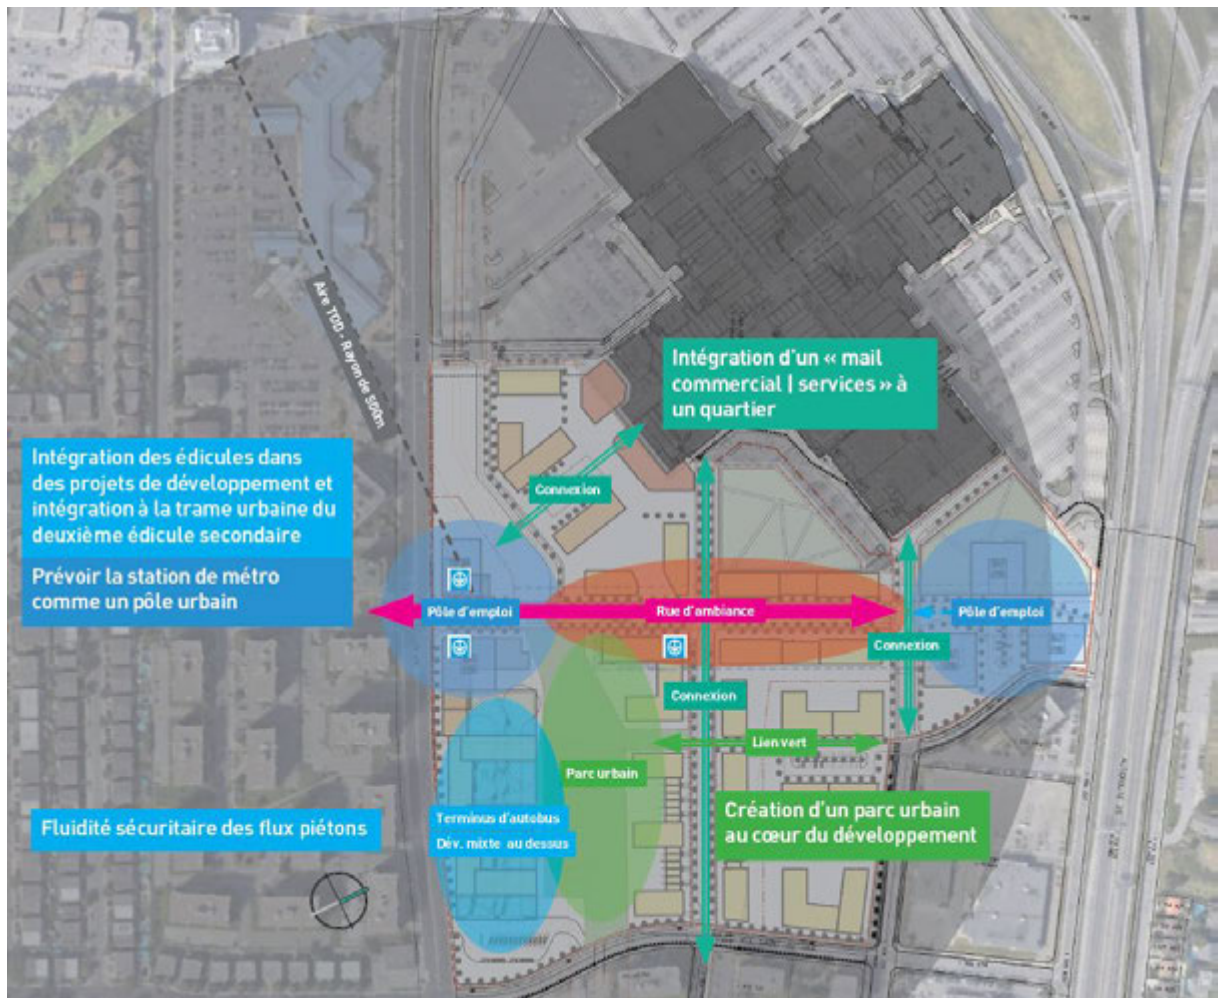 Aire TOD - Rayon de 500m
Intégration d'un « mail
commercial | services » à
un quartier
Intégration des édicules dans
des projets de développement et
intégration à la trame urbaine du
deuxième édicule secondaire
Prévoir la station de métro
comme un pôle urbain
Connexion
Pôle d'emploi
Rue d'ambiance
Pôle d'emploi
Connexion
Connexion
Lien vert
Parc urbain
Création d'un parc urbain
au cœur du développement
Terminus d'autobus
Dév. mixte au dessus
Fluidité sécuritaire des flux piétons